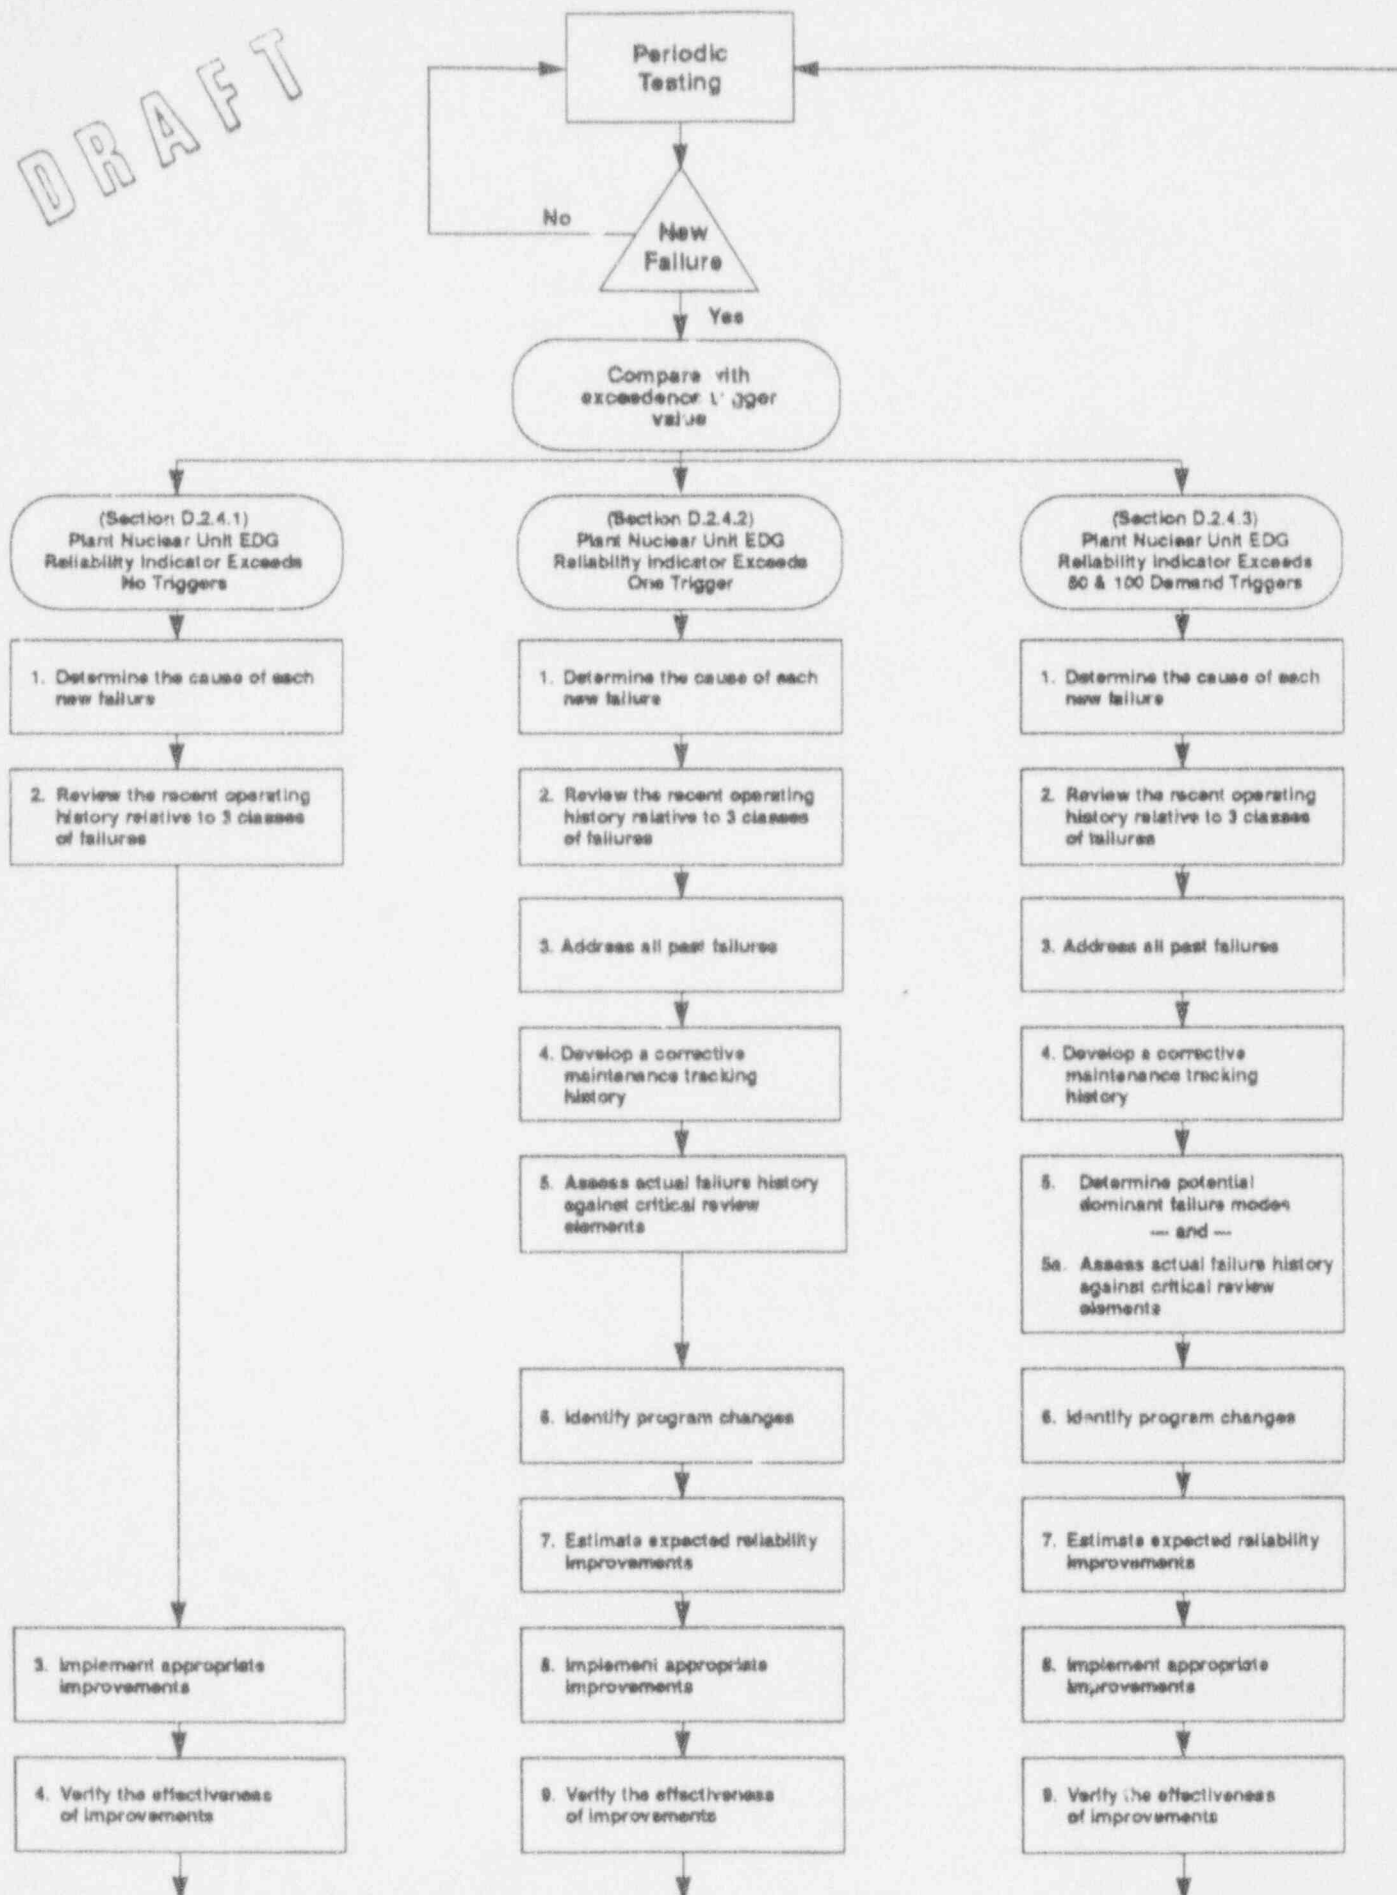 DRAFT
Periodic
Testing
No
New
Failure
Yes
Compare with
exceedence
value
(Section D.2.4.1)
Plant Nuclear Unit EDG
Reliability Indicator Exceeds
No Triggers
(Section D.2.4.2)
Plant Nuclear Unit EDG
Reliability Indicator Exceeds
One Trigger
(Section D.2.4.3)
Plant Nuclear Unit EDG
Reliability Indicator Exceeds
50 & 100 Demand Triggers
1. Determine the cause of each
new failure
1. Determine the cause of each
new failure
1. Determine the cause of each
new failure
2. Review the recent operating
history relative to 3 classes
of failures
2. Review the recent operating
history relative to 3 classes
of failures
2. Review the recent operating
history relative to 3 classes
of failures
3. Address all past failures
3. Address all past failures
4. Develop a corrective
maintenance tracking
history
4. Develop a corrective
maintenance tracking
history
5. Assess actual failure history
against critical review
elements
5. Determine potential
dominant failure modes
— and —
5a. Assess actual failure history
against critical review
elements
6. Identify program changes
6. Identify program changes
7. Estimate expected reliability
improvements
7. Estimate expected reliability
improvements
3. Implement appropriate
improvements
8. Implement appropriate
improvements
8. Implement appropriate
improvements
4. Verify the effectiveness
of improvements
9. Verify the effectiveness
of improvements
9. Verify the effectiveness
of improvements